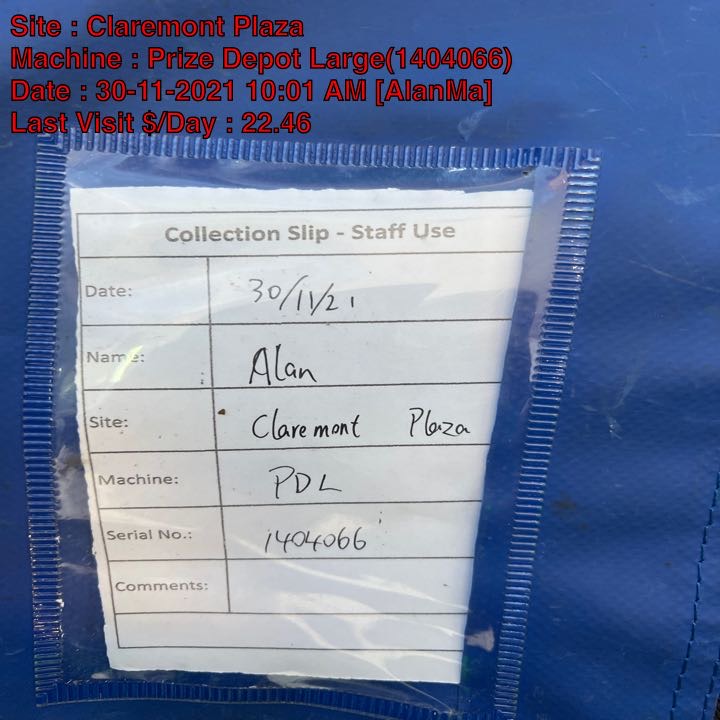 Site : Claremont Plaza
Machine : Prize Depot Large(1404066)
Date : 30-11-2021 10:01 AM [AlanMa]
Last Visit $/Day : 22.46
Collection Slip - Staff Use
Date: 30/11/21
Name: Alan
Site: Claremont Plaza
Machine: PDL
Serial No.: 1404066
Comments: